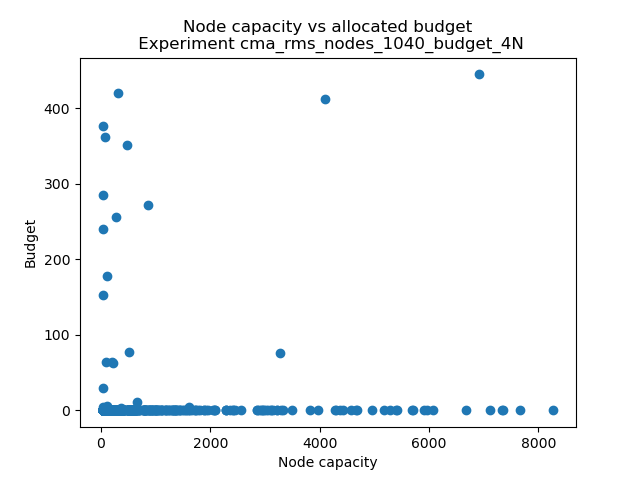 Node capacity vs allocated budget
Experiment cma_rms_nodes_1040_budget_4N
400
300
200
100
0
Budget
0 2000 4000 6000 8000
Node capacity